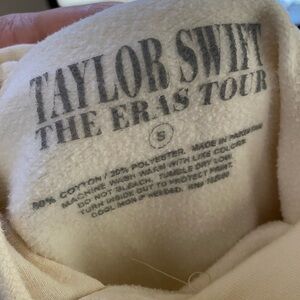 TAYLOR SWIFT
THE ERAS TOUR
S
80% COTTON / 20% POLYESTER. MADE IN PAKISTAN
MACHINE WASH WARM WITH LIKE COLORS
DO NOT BLEACH. TUMBLE DRY LOW.
TURN INSIDE OUT TO PROTECT PRINT.
COOL IRON IF NEEDED. RN#